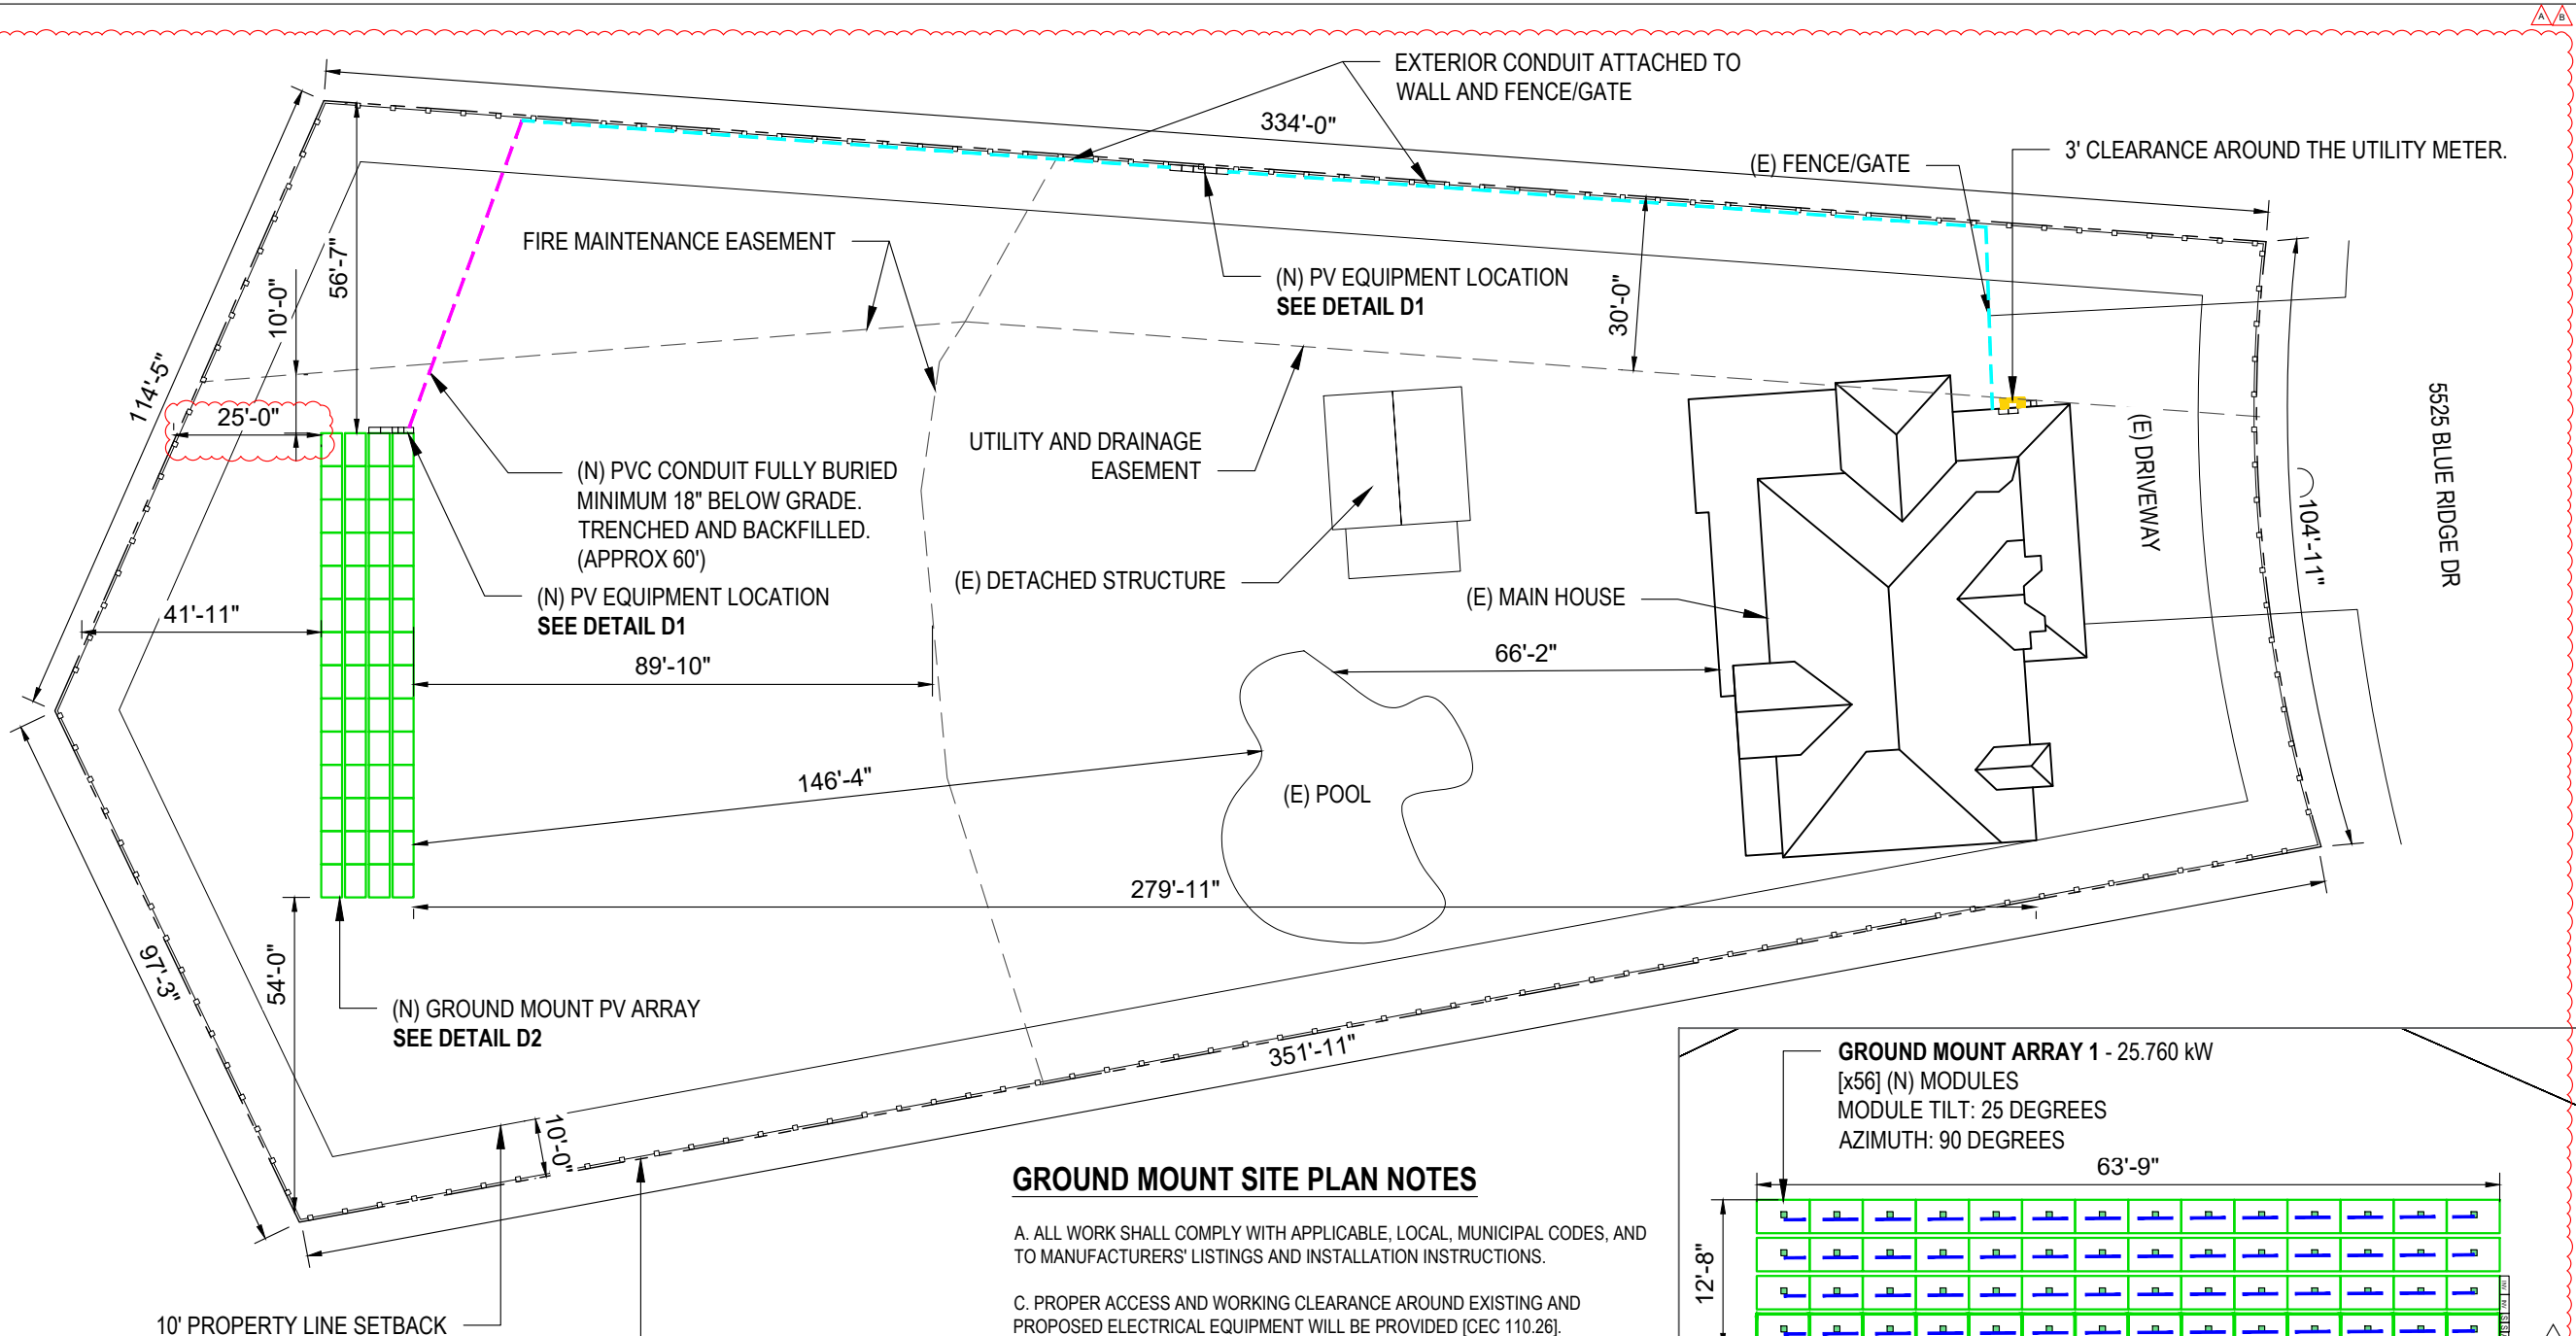 A B
EXTERIOR CONDUIT ATTACHED TO
WALL AND FENCE/GATE
334'-0"
(E) FENCE/GATE
3' CLEARANCE AROUND THE UTILITY METER.
FIRE MAINTENANCE EASEMENT
56'-7"
10'-0"
(N) PV EQUIPMENT LOCATION
SEE DETAIL D1
30'-0"
114'-5"
25'-0"
(N) PVC CONDUIT FULLY BURIED
MINIMUM 18" BELOW GRADE.
TRENCHED AND BACKFILLED.
(APPROX 60')
UTILITY AND DRAINAGE
EASEMENT
(E) DRIVEWAY
5525 BLUE RIDGE DR
104'-11"
(N) PV EQUIPMENT LOCATION
SEE DETAIL D1
(E) DETACHED STRUCTURE
(E) MAIN HOUSE
41'-11"
89'-10"
66'-2"
146'-4"
(E) POOL
279'-11"
97'-3"
54'-0"
(N) GROUND MOUNT PV ARRAY
SEE DETAIL D2
351'-11"
10'-0"
10' PROPERTY LINE SETBACK
GROUND MOUNT SITE PLAN NOTES
A. ALL WORK SHALL COMPLY WITH APPLICABLE, LOCAL, MUNICIPAL CODES, AND
TO MANUFACTURERS' LISTINGS AND INSTALLATION INSTRUCTIONS.
C. PROPER ACCESS AND WORKING CLEARANCE AROUND EXISTING AND
PROPOSED ELECTRICAL EQUIPMENT WILL BE PROVIDED [CEC 110.26].
GROUND MOUNT ARRAY 1 - 25.760 kW
[x56] (N) MODULES
MODULE TILT: 25 DEGREES
AZIMUTH: 90 DEGREES
63'-9"
12'-8"